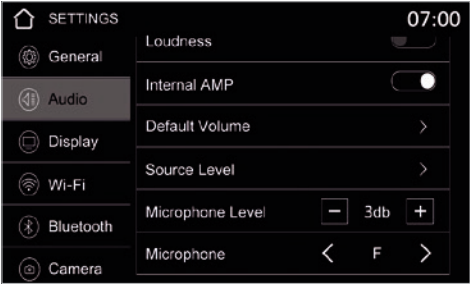 SETTINGS 07:00
General
Audio
Display
Wi-Fi
Bluetooth
Camera
Loudness
Internal AMP
Default Volume >
Source Level >
Microphone Level − 3db +
Microphone < F >